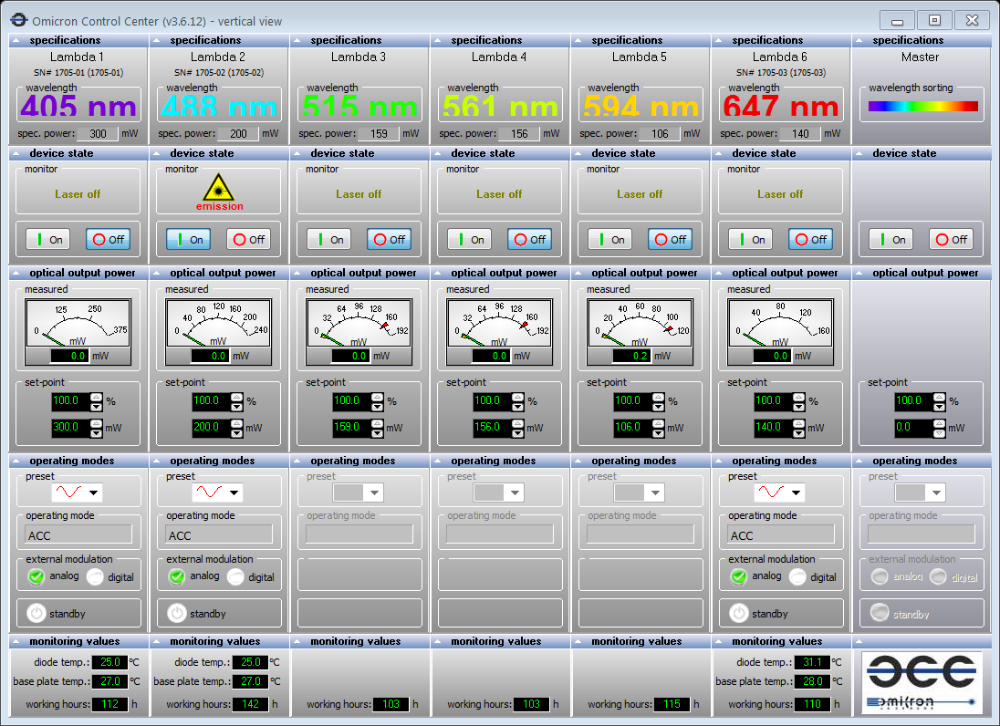 Omicron Control Center (v3.6.12) - vertical view
specifications specifications specifications specifications specifications specifications specifications
Lambda 1 Lambda 2 Lambda 3 Lambda 4 Lambda 5 Lambda 6 Master
SN# 1705-01 (1705-01) SN# 1705-02 (1705-02) SN# 1705-03 (1705-03)
wavelength wavelength wavelength wavelength wavelength wavelength wavelength sorting
405 nm 488 nm 515 nm 561 nm 594 nm 647 nm
spec. power: 300 mW spec. power: 200 mW spec. power: 159 mW spec. power: 156 mW spec. power: 106 mW spec. power: 140 mW
device state device state device state device state device state device state device state
monitor monitor monitor monitor monitor monitor
Laser off emission Laser off Laser off Laser off Laser off
On Off On Off On Off On Off On Off On Off On Off
optical output power optical output power optical output power optical output power optical output power optical output power optical output power
measured measured measured measured measured measured
0 125 250 375 0 40 80 120 160 200 240 0 32 64 96 128 160 192 0 32 64 96 128 160 192 0 20 40 60 80 100 120 0 40 80 120 160
mW mW mW mW mW mW
0.0 mW 0.0 mW 0.0 mW 0.0 mW 0.2 mW 0.0 mW
set-point set-point set-point set-point set-point set-point set-point
100.0 % 100.0 % 100.0 % 100.0 % 100.0 % 100.0 % 100.0 %
300.0 mW 200.0 mW 159.0 mW 156.0 mW 106.0 mW 140.0 mW 0.0 mW
operating modes operating modes operating modes operating modes operating modes operating modes operating modes
preset preset preset preset preset preset preset
operating mode operating mode operating mode operating mode operating mode operating mode operating mode
ACC ACC ACC
external modulation external modulation external modulation external modulation
analog digital analog digital analog digital analog digital
standby standby standby standby
monitoring values monitoring values monitoring values monitoring values monitoring values monitoring values
diode temp.: 25.0 °C diode temp.: 25.0 °C diode temp.: 31.1 °C
base plate temp.: 27.0 °C base plate temp.: 27.0 °C base plate temp.: 28.0 °C
working hours: 112 h working hours: 142 h working hours: 103 h working hours: 103 h working hours: 115 h working hours: 110 h
OCC
omicron